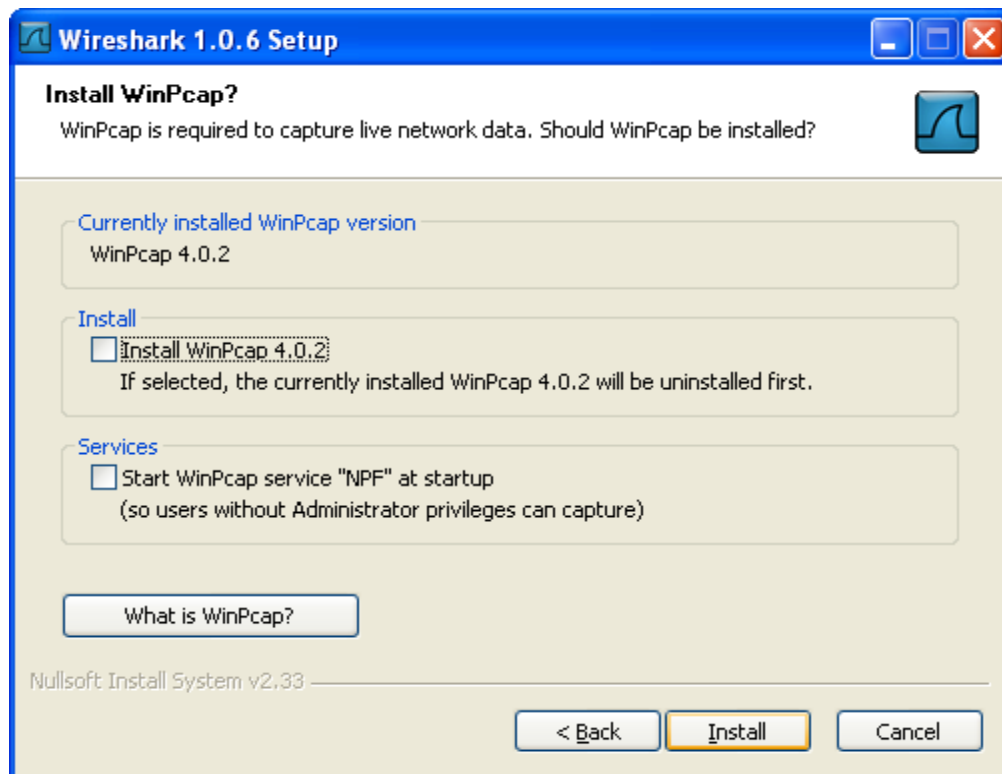 Wireshark 1.0.6 Setup
Install WinPcap?
WinPcap is required to capture live network data. Should WinPcap be installed?
Currently installed WinPcap version
WinPcap 4.0.2
Install
Install WinPcap 4.0.2
If selected, the currently installed WinPcap 4.0.2 will be uninstalled first.
Services
Start WinPcap service "NPF" at startup
(so users without Administrator privileges can capture)
What is WinPcap?
Nullsoft Install System v2.33
< Back
Install
Cancel